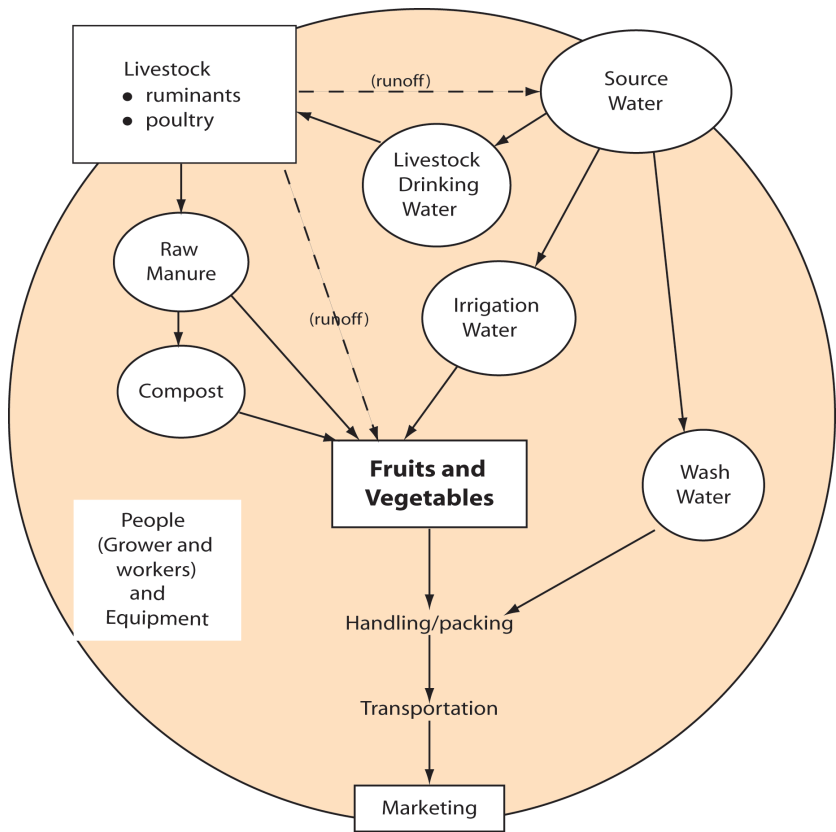 Livestock
• ruminants
• poultry
(runoff)
Source
Water
Livestock
Drinking
Water
Raw
Manure
Irrigation
Water
(runoff)
Compost
Fruits and
Vegetables
Wash
Water
People
(Grower and
workers)
and
Equipment
Handling/packing
Transportation
Marketing